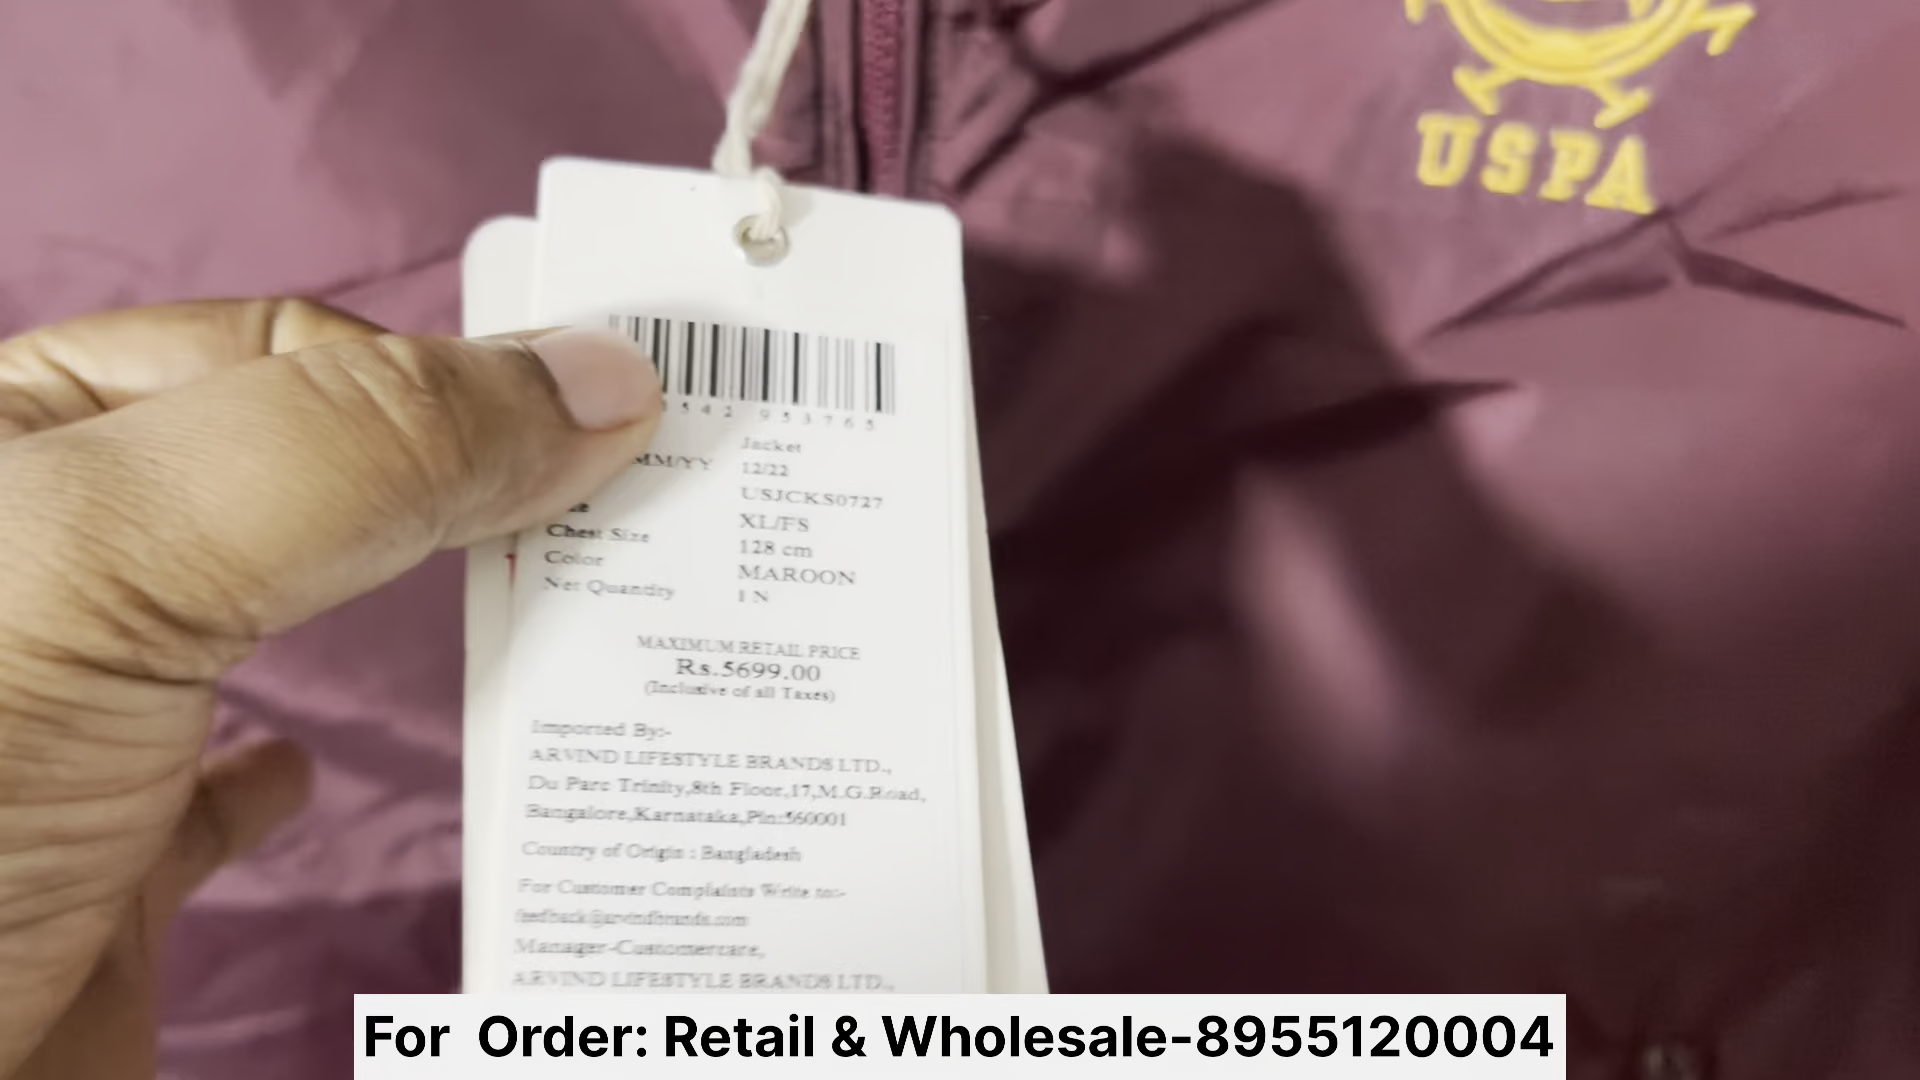 USPA
542 953765
Jacket
MM/YY 12/22
USJCKS0727
XL/FS
Chest Size 128 cm
Color MAROON
Net Quantity 1 N
MAXIMUM RETAIL PRICE
Rs.5699.00
(Inclusive of all Taxes)
Imported By:-
ARVIND LIFESTYLE BRANDS LTD.,
Du Parc Trinity,8th Floor,17,M.G.Road,
Bangalore,Karnataka,Pin:560001
Country of Origin : Bangladesh
For Customer Complaints Write to:-
feedback@arvindbrands.com
Manager-Customercare,
ARVIND LIFESTYLE BRANDS LTD.,
For Order: Retail & Wholesale-8955120004